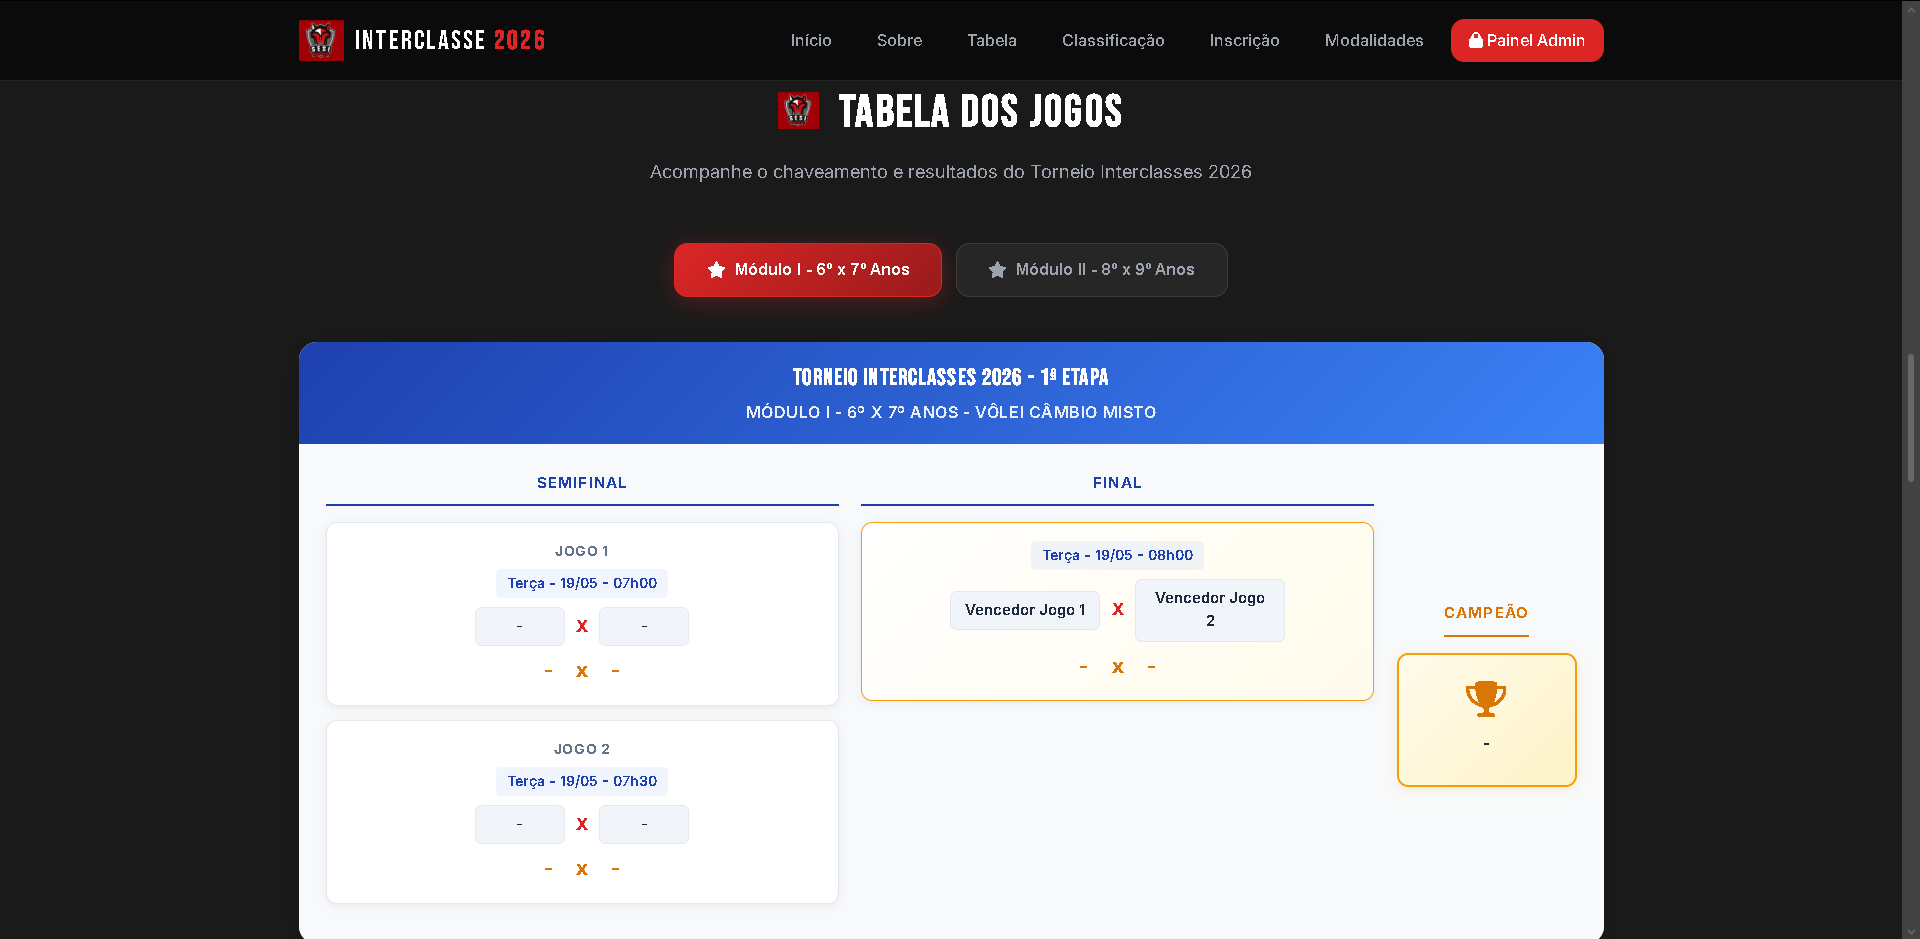 INTERCLASSE 2026
Início
Sobre
Tabela
Classificação
Inscrição
Modalidades
Painel Admin
SESI
TABELA DOS JOGOS
Acompanhe o chaveamento e resultados do Torneio Interclasses 2026
Módulo I - 6º x 7º Anos
Módulo II - 8º x 9º Anos
TORNEIO INTERCLASSES 2026 - 1ª ETAPA
MÓDULO I - 6º X 7º ANOS - VÔLEI CÂMBIO MISTO
SEMIFINAL
JOGO 1
Terça - 19/05 - 07h00
- X -
- x -
JOGO 2
Terça - 19/05 - 07h30
- X -
- x -
FINAL
Terça - 19/05 - 08h00
Vencedor Jogo 1 X Vencedor Jogo
2
- x -
CAMPEÃO
-